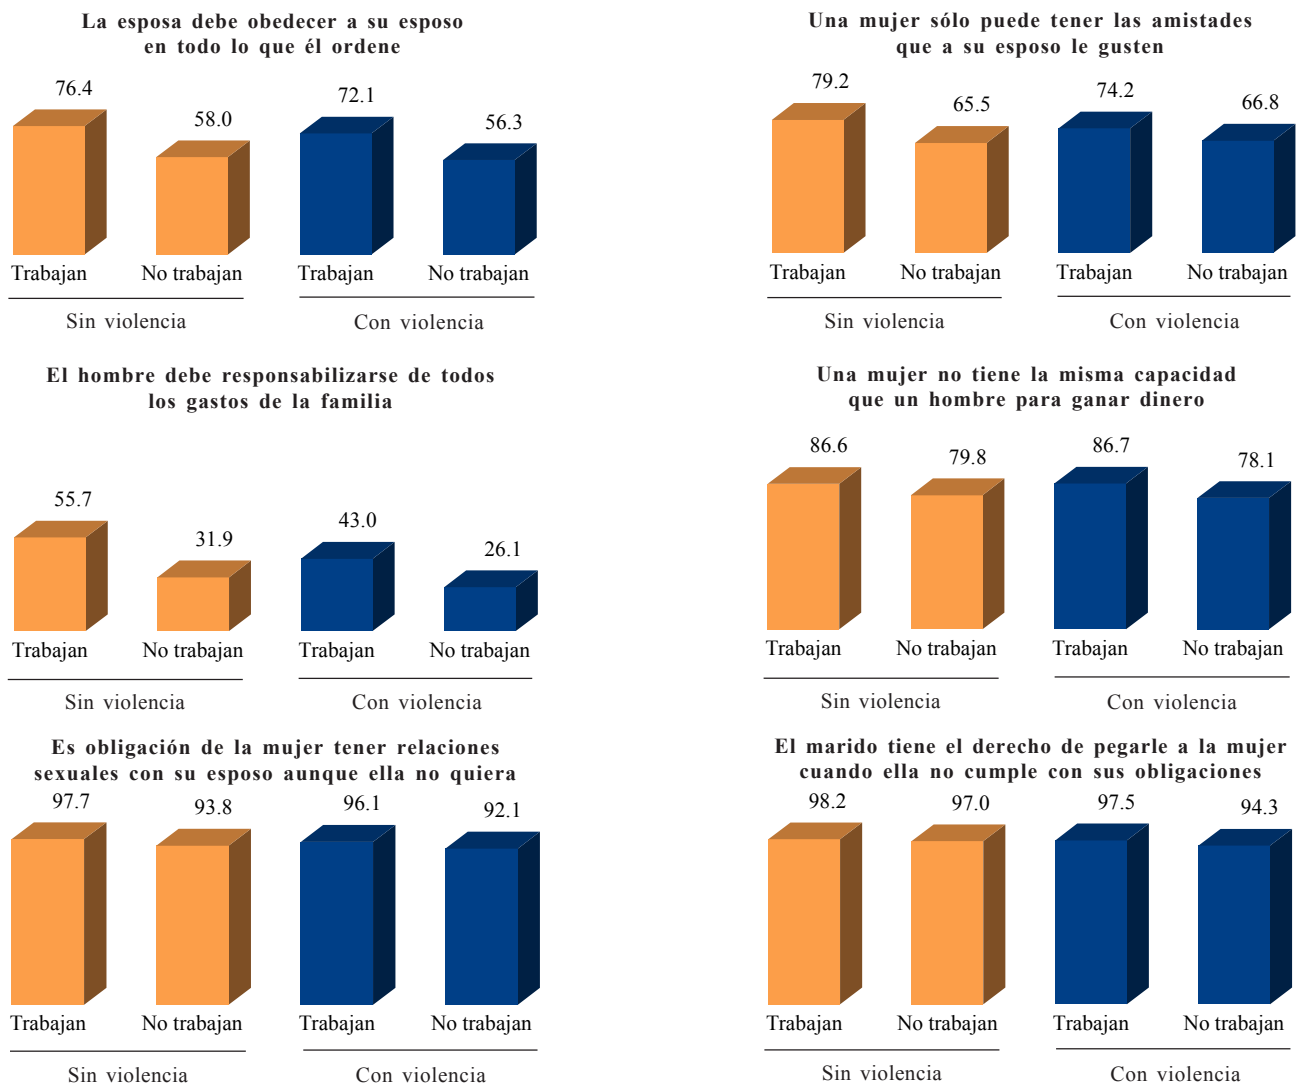 La esposa debe obedecer a su esposo
en todo lo que él ordene
76.4
58.0
72.1
56.3
Trabajan
No trabajan
Trabajan
No trabajan
Sin violencia
Con violencia
Una mujer sólo puede tener las amistades
que a su esposo le gusten
79.2
65.5
74.2
66.8
Trabajan
No trabajan
Trabajan
No trabajan
Sin violencia
Con violencia
El hombre debe responsabilizarse de todos
los gastos de la familia
55.7
31.9
43.0
26.1
Trabajan
No trabajan
Trabajan
No trabajan
Sin violencia
Con violencia
Una mujer no tiene la misma capacidad
que un hombre para ganar dinero
86.6
79.8
86.7
78.1
Trabajan
No trabajan
Trabajan
No trabajan
Sin violencia
Con violencia
Es obligación de la mujer tener relaciones
sexuales con su esposo aunque ella no quiera
97.7
93.8
96.1
92.1
Trabajan
No trabajan
Trabajan
No trabajan
Sin violencia
Con violencia
El marido tiene el derecho de pegarle a la mujer
cuando ella no cumple con sus obligaciones
98.2
97.0
97.5
94.3
Trabajan
No trabajan
Trabajan
No trabajan
Sin violencia
Con violencia